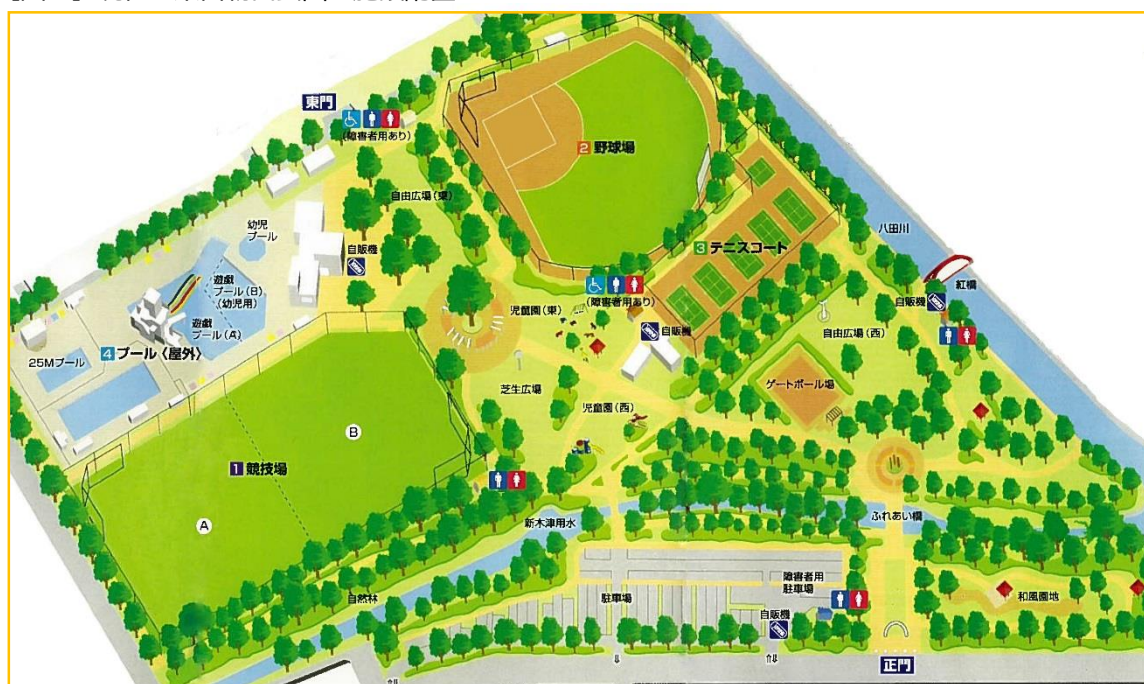 東門
(障害者用あり)
2 野球場
自由広場(東)
幼児
プール
自販機
遊戯
プール(B)
(幼児用)
遊戯
プール(A)
4 プール〈屋外〉
25Mプール
3 テニスコート
八田川
紅橋
自販機
(障害者用あり)
児童園(東)
自販機
自由広場(西)
ゲートボール場
芝生広場
児童園(西)
B
1 競技場
A
新木津用水
ふれあい橋
自然林
駐車場
障害者用
駐車場
自販機
和風園地
正門